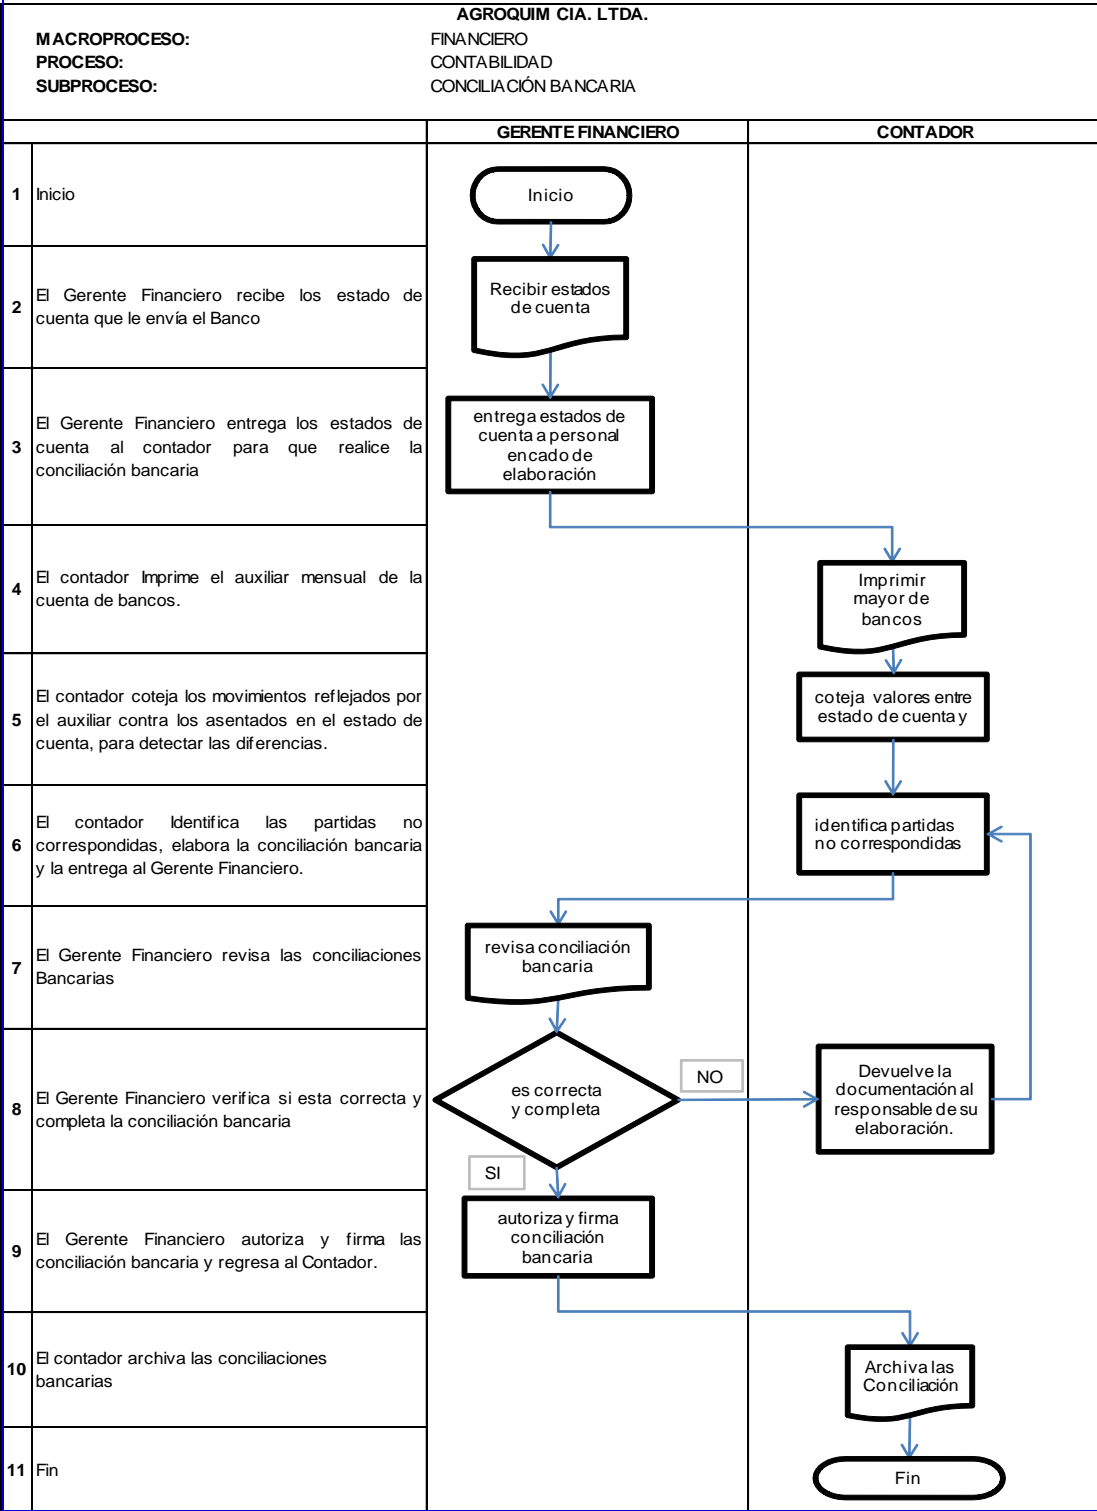 AGROQUIM CIA. LTDA.
MACROPROCESO: FINANCIERO
PROCESO: CONTABILIDAD
SUBPROCESO: CONCILIACIÓN BANCARIA
GERENTE FINANCIERO CONTADOR
1 Inicio
Inicio
2 El Gerente Financiero recibe los estado de
cuenta que le envía el Banco
Recibir estados
de cuenta
3 El Gerente Financiero entrega los estados de
cuenta al contador para que realice la
conciliación bancaria
entrega estados de
cuenta a personal
encado de
elaboración
4 El contador Imprime el auxiliar mensual de la
cuenta de bancos.
Imprimir
mayor de
bancos
5 El contador coteja los movimientos reflejados por
el auxiliar contra los asentados en el estado de
cuenta, para detectar las diferencias.
coteja valores entre
estado de cuenta y
6 El contador Identifica las partidas no
correspondidas, elabora la conciliación bancaria
y la entrega al Gerente Financiero.
identifica partidas
no correspondidas
7 El Gerente Financiero revisa las conciliaciones
Bancarias
revisa conciliación
bancaria
8 El Gerente Financiero verifica si esta correcta y
completa la conciliación bancaria
es correcta
y completa
NO
Devuelve la
documentación al
responsable de su
elaboración.
SI
9 El Gerente Financiero autoriza y firma las
conciliación bancaria y regresa al Contador.
autoriza y firma
conciliación
bancaria
10 El contador archiva las conciliaciones
bancarias
Archiva las
Conciliación
11 Fin
Fin